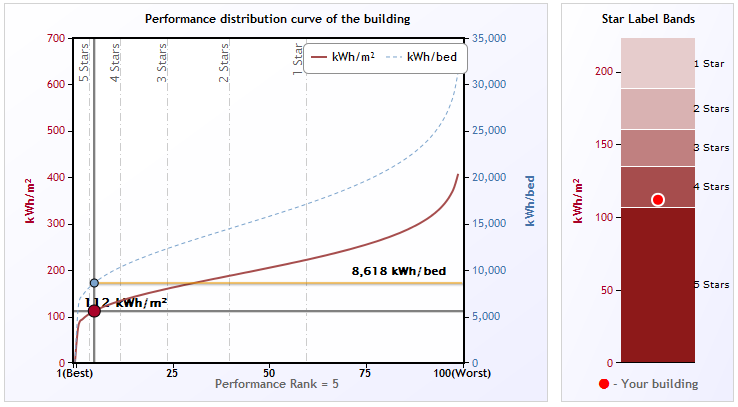 Performance distribution curve of the building
700
600
500
400
300
200
100
0
kWh/m²
5 Stars
4 Stars
3 Stars
2 Stars
1 Star
kWh/m²
kWh/bed
35,000
30,000
25,000
20,000
15,000
10,000
5,000
0
kWh/bed
8,618 kWh/bed
112 kWh/m²
1(Best)
25
50
75
100(Worst)
Performance Rank = 5
Star Label Bands
200
150
100
50
0
kWh/m²
1 Star
2 Stars
3 Stars
4 Stars
5 Stars
- Your building